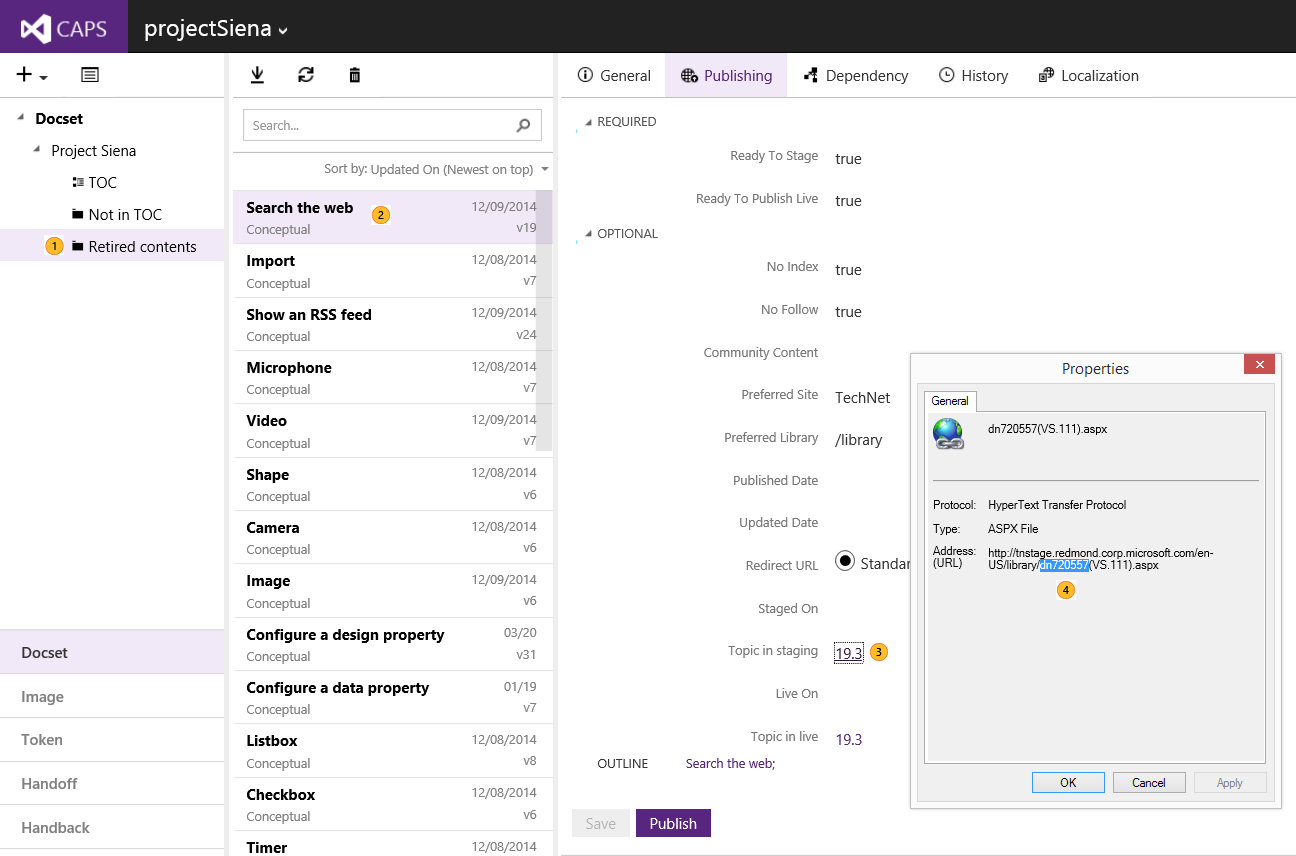 CAPS
projectSiena
Docset
Project Siena
TOC
Not in TOC
1
Retired contents
Docset
Image
Token
Handoff
Handback
Search...
Sort by: Updated On (Newest on top)
Search the web
2
12/09/2014
Conceptual
v19
Import
12/08/2014
Conceptual
v7
Show an RSS feed
12/09/2014
Conceptual
v24
Microphone
12/08/2014
Conceptual
v7
Video
12/09/2014
Conceptual
v7
Shape
12/08/2014
Conceptual
v6
Camera
12/08/2014
Conceptual
v6
Image
12/09/2014
Conceptual
v6
Configure a design property
03/20
Conceptual
v31
Configure a data property
01/19
Conceptual
v7
Listbox
12/08/2014
Conceptual
v8
Checkbox
12/08/2014
Conceptual
v6
Timer
12/08/2014
General
Publishing
Dependency
History
Localization
REQUIRED
Ready To Stage
true
Ready To Publish Live
true
OPTIONAL
No Index
true
No Follow
true
Community Content
Preferred Site
TechNet
Preferred Library
/library
Published Date
Updated Date
Redirect URL
Standar
Staged On
Topic in staging
19.3
3
Live On
Topic in live
19.3
OUTLINE
Search the web;
Save
Publish
Properties
General
dn720557(VS.111).aspx
Protocol:
HyperText Transfer Protocol
Type:
ASPX File
Address:
(URL)
http://tnstage.redmond.corp.microsoft.com/en-
US/library/dn720557(VS.111).aspx
4
OK
Cancel
Apply